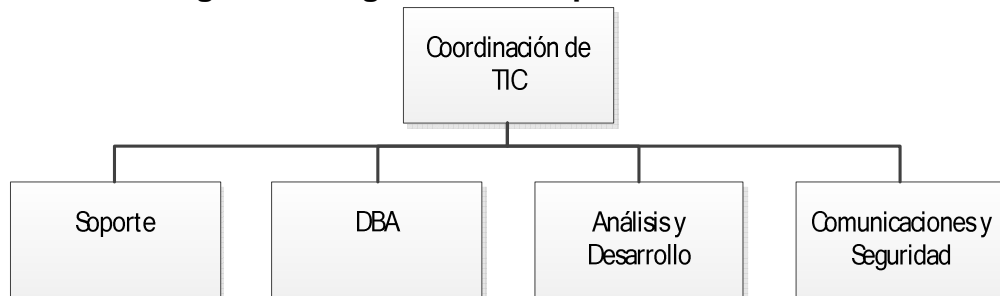 Coordinación de
TIC
Soporte
DBA
Análisis y
Desarrollo
Comunicaciones y
Seguridad